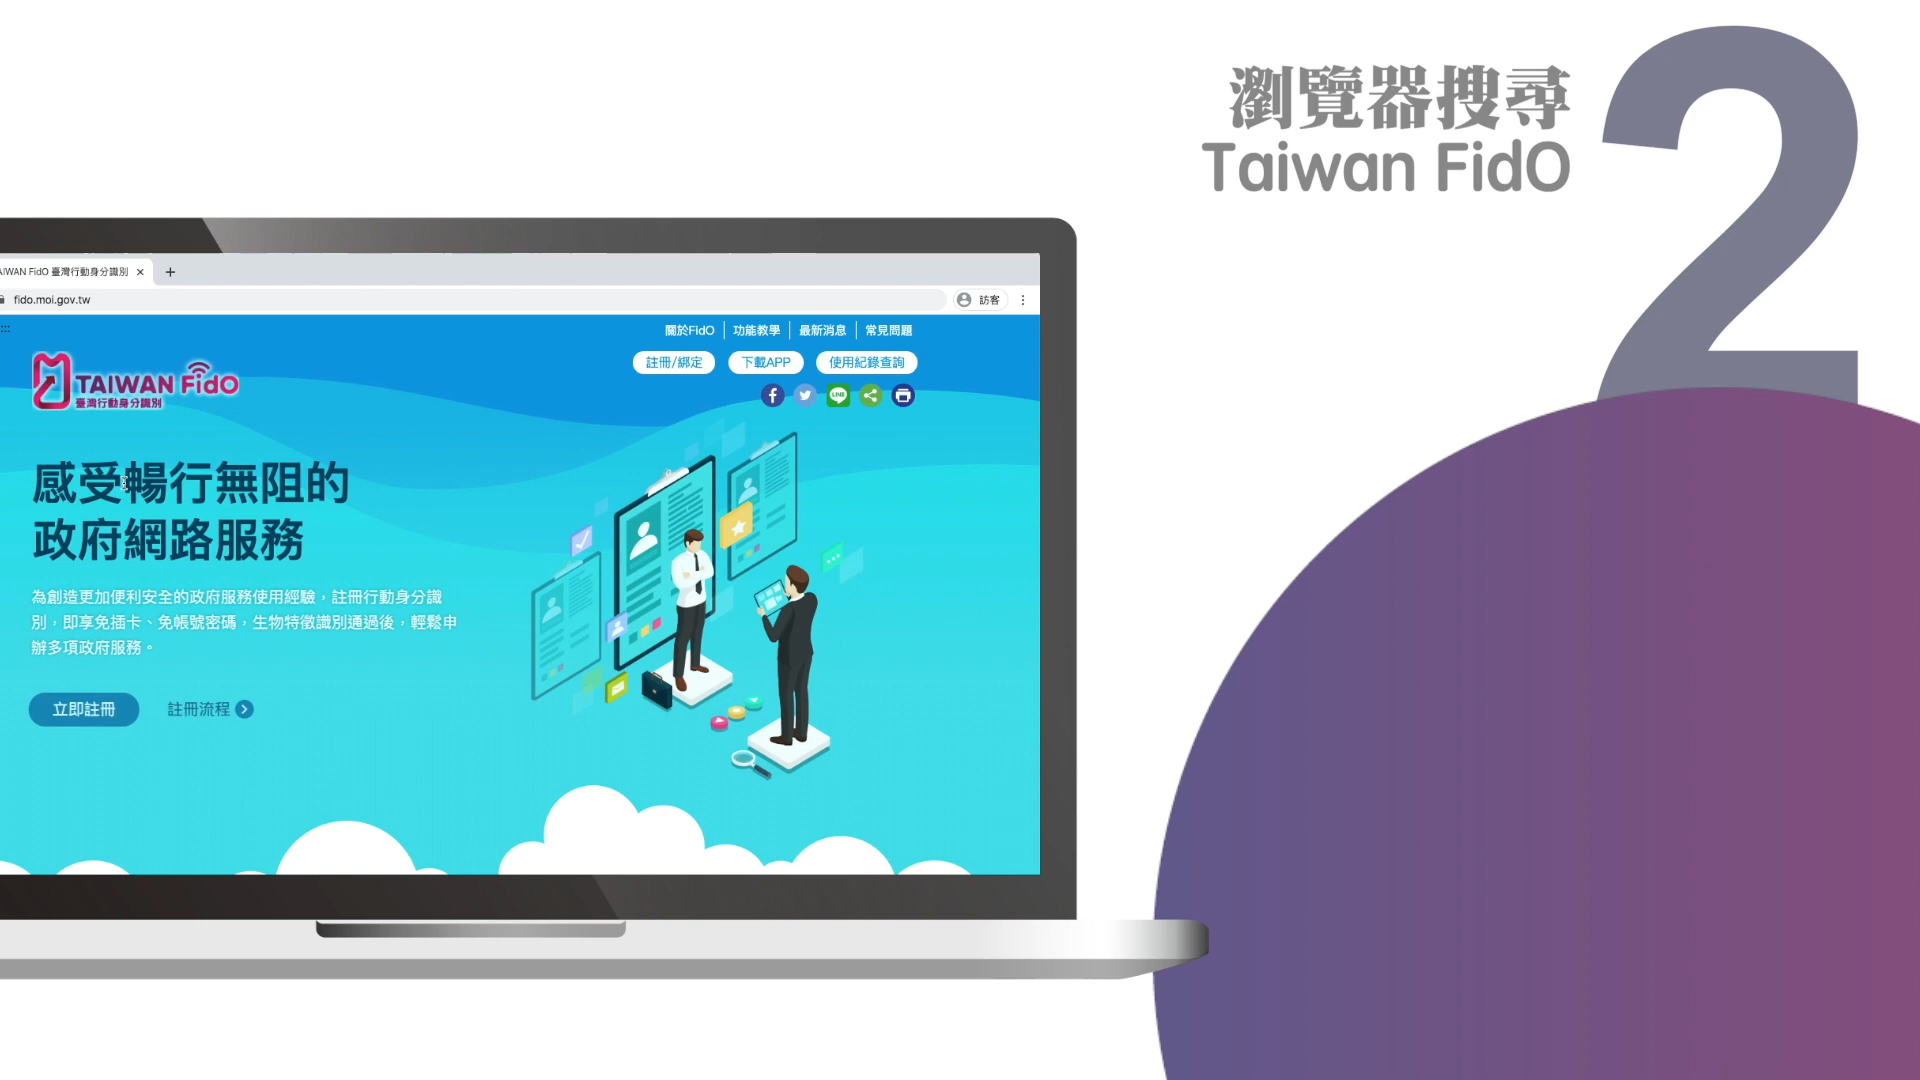 瀏覽器搜尋
Taiwan FidO
2
AIWAN FidO 臺灣行動身分識別
fido.moi.gov.tw
訪客
關於FidO
功能教學
最新消息
常見問題
註冊/綁定
下載APP
使用紀錄查詢
TAIWAN FidO
臺灣行動身分識別
LINE
感受暢行無阻的
政府網路服務
為創造更加便利安全的政府服務使用經驗,註冊行動身分識
別,即享免插卡、免帳號密碼,生物特徵識別通過後,輕鬆申
辦多項政府服務。
立即註冊
註冊流程